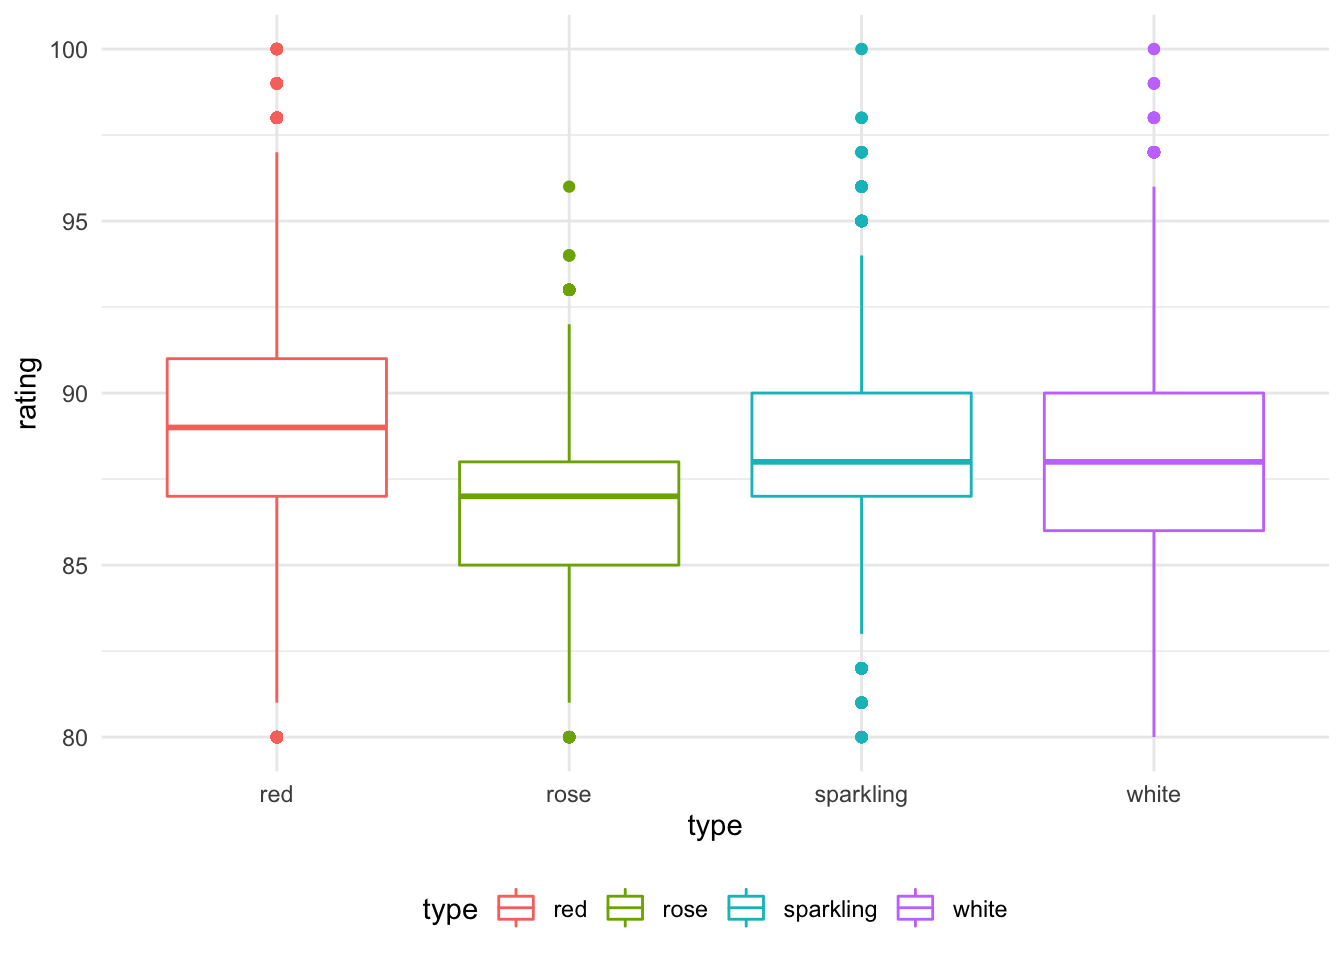 100
95
90
85
80
rating
red rose sparkling white
type
type red rose sparkling white